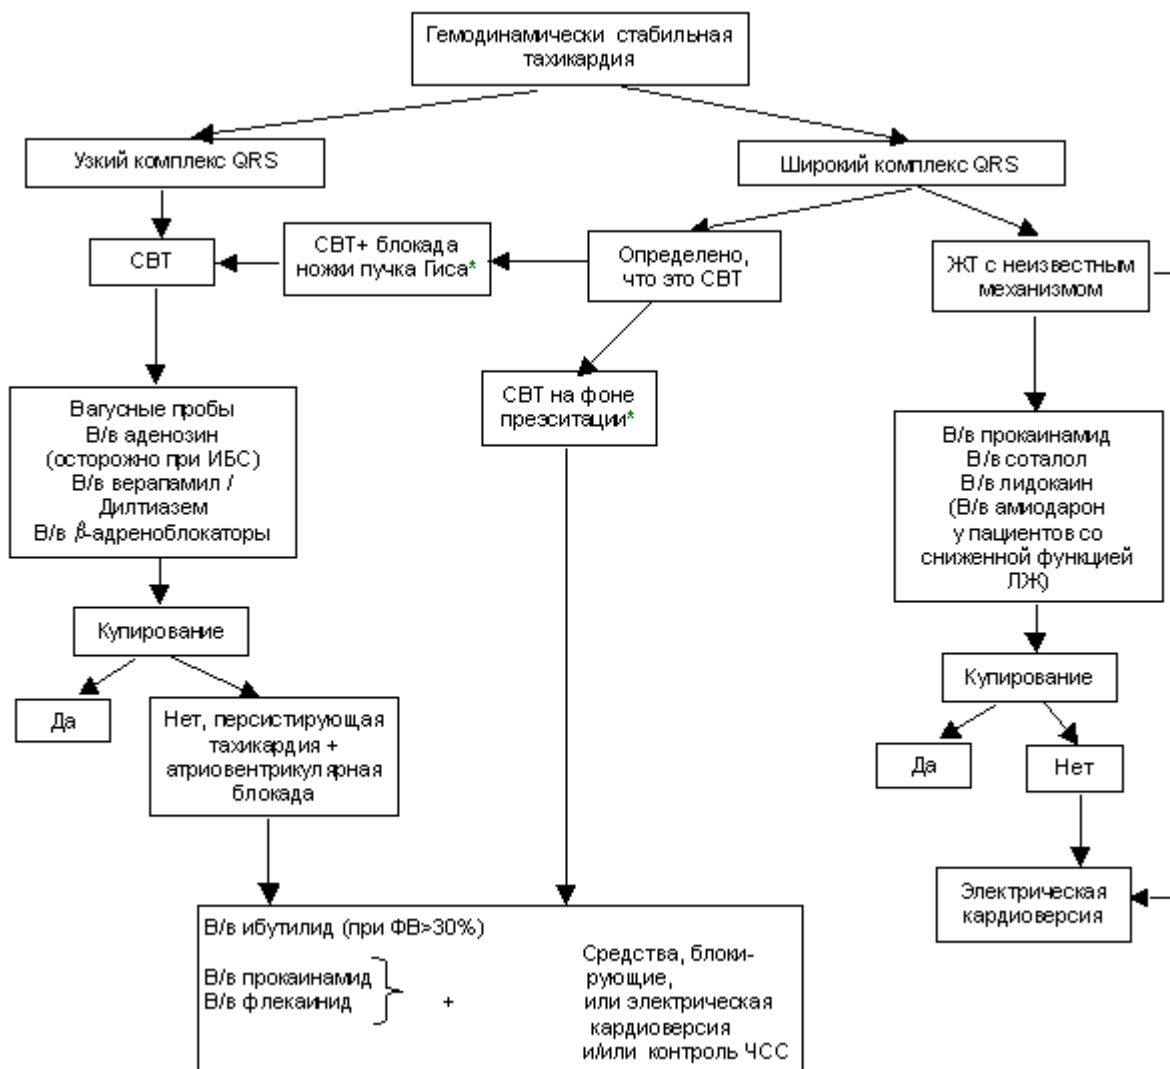 Гемодинамически стабильная
тахикардия
Узкий комплекс QRS
Широкий комплекс QRS
СВТ
СВТ+ блокада
ножки пучка Гиса*
Определено,
что это СВТ
ЖТ с неизвестным
механизмом
Вагусные пробы
В/в аденозин
(осторожно при ИБС)
В/в верапамил /
Дилтиазем
В/в β-адреноблокаторы
СВТ на фоне
преэситации*
В/в прокаинамид
В/в соталол
В/в лидокаин
(В/в амиодарон
у пациентов со
сниженной функцией
ЛЖ)
Купирование
Купирование
Да
Нет, персистирующая
тахикардия +
атриовентрикулярная
блокада
Да
Нет
Электрическая
кардиоверсия
В/в ибутилид (при ФВ>30%)
В/в прокаинамид
В/в флекаинид
+
Средства, блоки-
рующие,
или электрическая
кардиоверсия
и/или контроль ЧСС